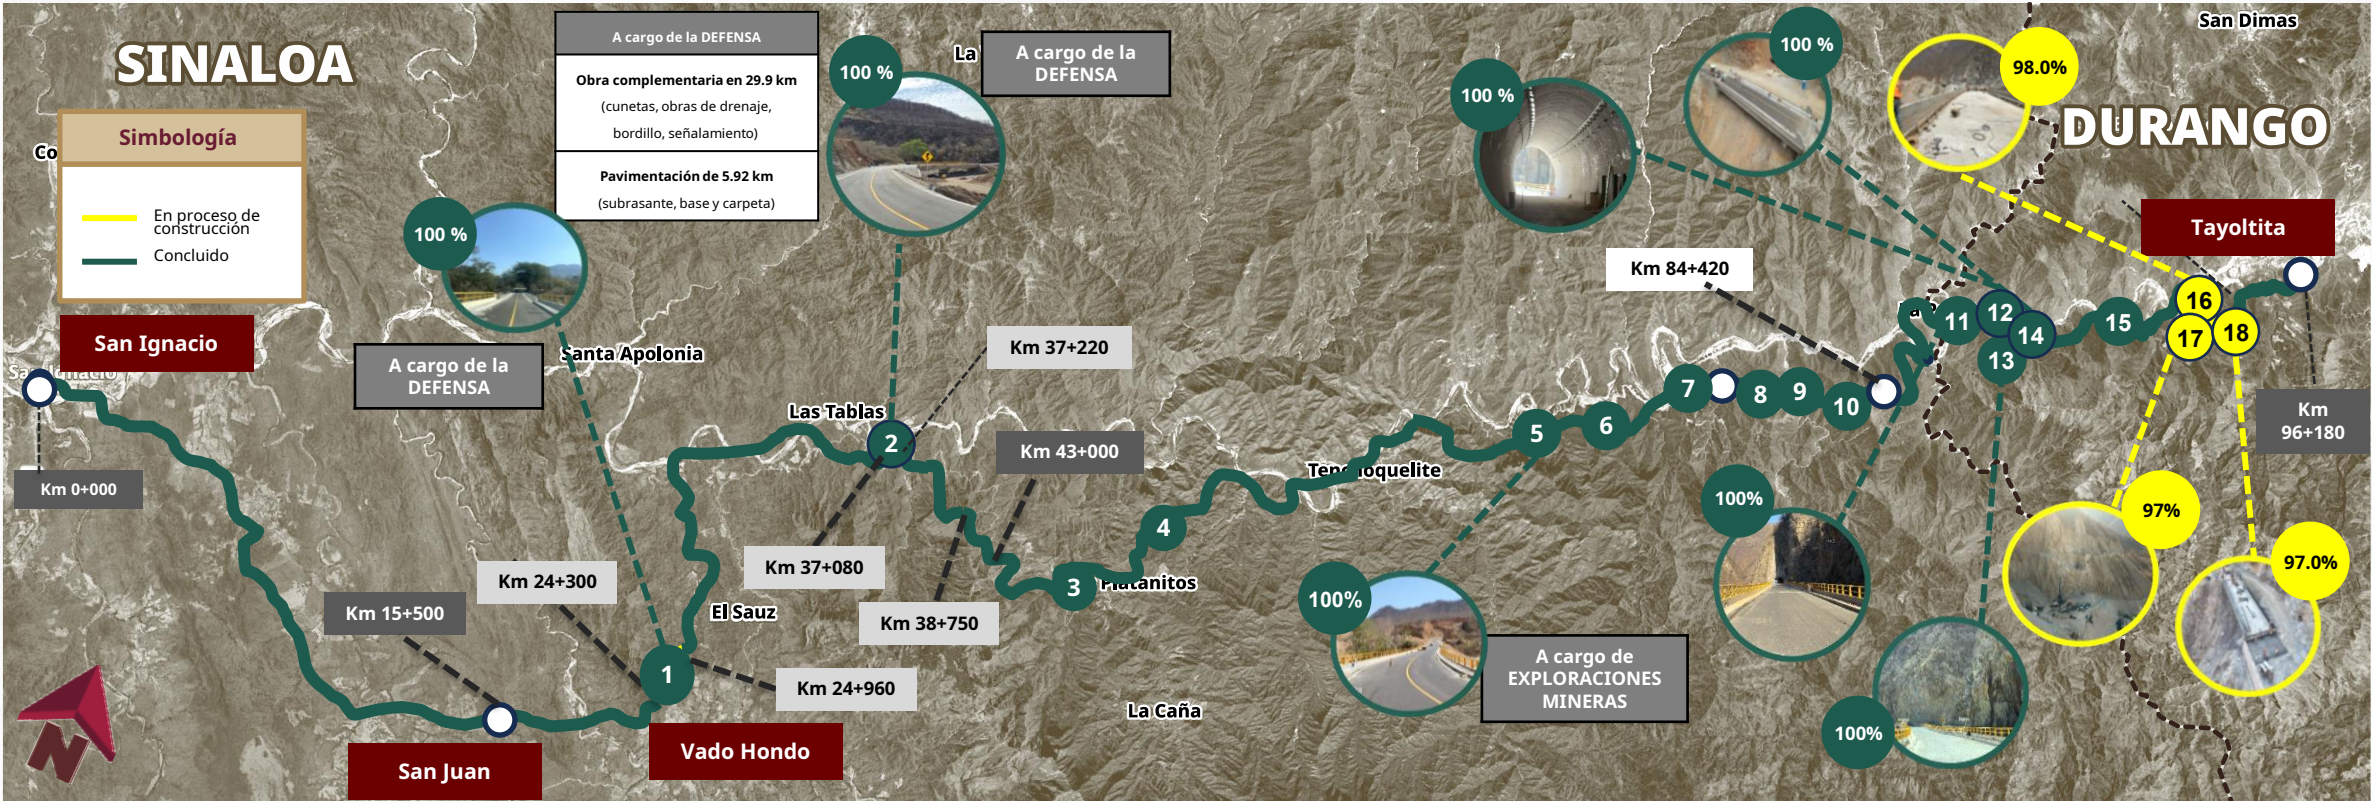 SINALOA
Simbología
En proceso de
construcción
Concluido
San Ignacio
Km 0+000
A cargo de la DEFENSA
Obra complementaria en 29.9 km
(cunetas, obras de drenaje,
bordillo, señalamiento)
Pavimentación de 5.92 km
(subrasante, base y carpeta)
100 %
A cargo de la
DEFENSA
Santa Apolonia
100 %
La
A cargo de la
DEFENSA
Km 37+220
Las Tablas
2
Km 43+000
Km 37+080
Km 38+750
Km 24+300
Km 15+500
El Sauz
1
Km 24+960
San Juan
Vado Hondo
N
3
Platanitos
4
La Caña
Tenchoquelite
5
6
7
8
9
10
100%
A cargo de
EXPLORACIONES
MINERAS
100 %
100 %
98.0%
San Dimas
DURANGO
Tayoltita
Km 84+420
11
12
13
14
15
16
17
18
Km
96+180
100%
100%
97%
97.0%